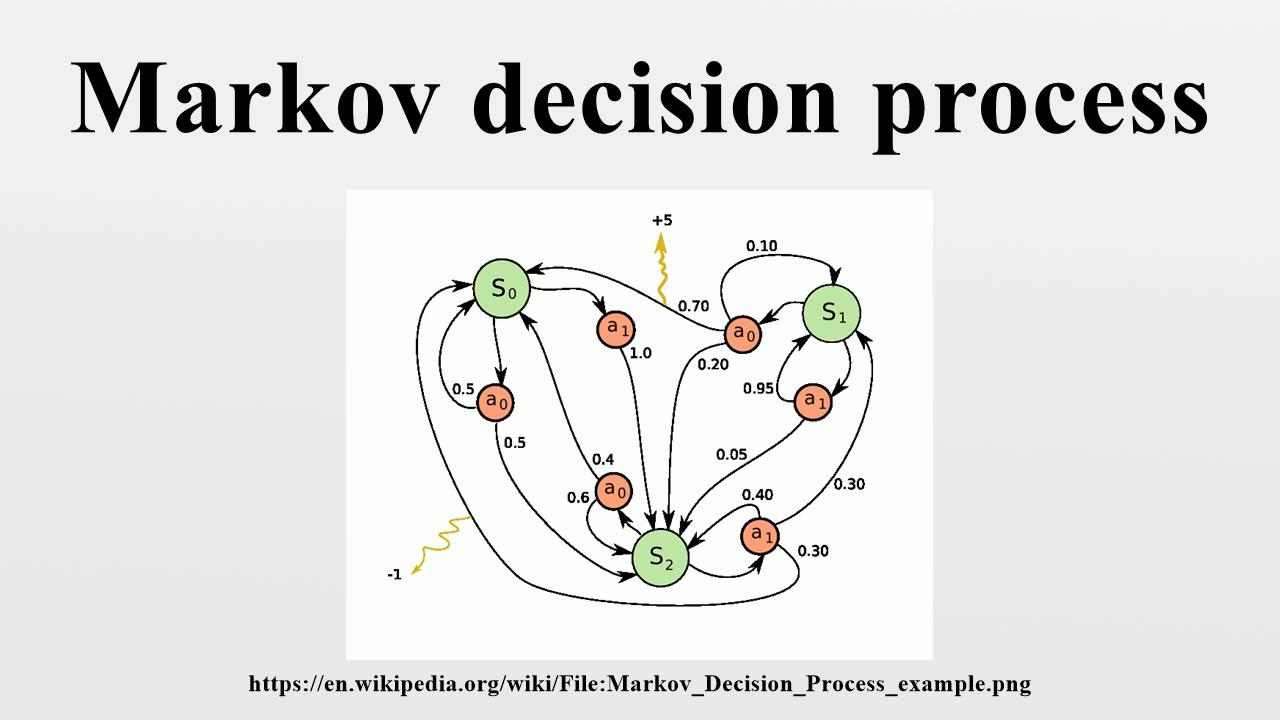 Markov decision process
+5
0.10
S0
0.70
S1
a1
a0
1.0
0.20
0.5
a0
0.95
a1
0.5
0.4
0.05
0.6
a0
0.40
0.30
a1
S2
0.30
-1
https://en.wikipedia.org/wiki/File:Markov_Decision_Process_example.png